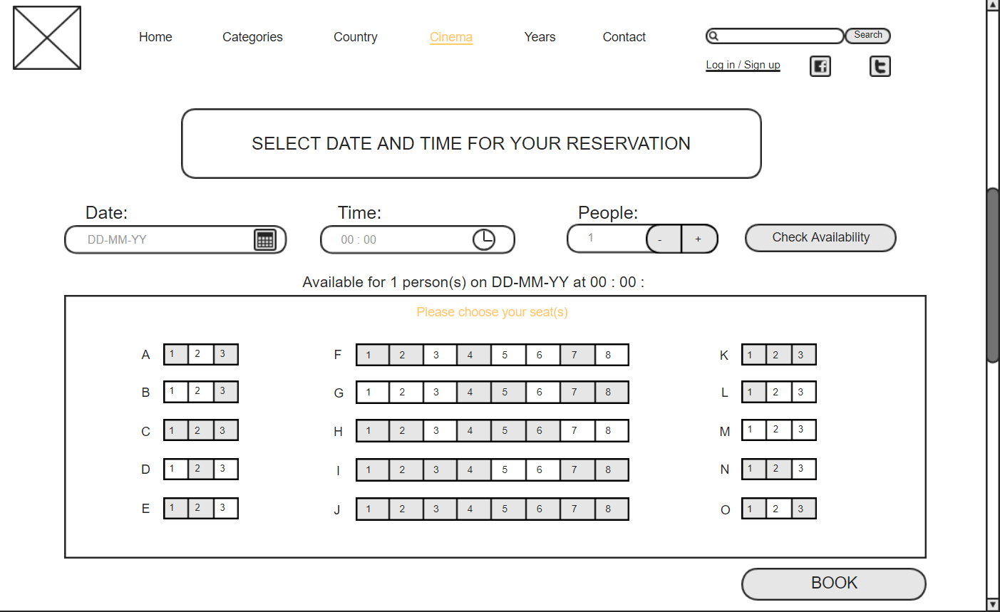 Home Categories Country Cinema Years Contact Search
Log in / Sign up
SELECT DATE AND TIME FOR YOUR RESERVATION
Date: Time: People:
DD-MM-YY 00 : 00 1 - + Check Availability
Available for 1 person(s) on DD-MM-YY at 00 : 00 :
Please choose your seat(s)
A 1 2 3 F 1 2 3 4 5 6 7 8 K 1 2 3
B 1 2 3 G 1 2 3 4 5 6 7 8 L 1 2 3
C 1 2 3 H 1 2 3 4 5 6 7 8 M 1 2 3
D 1 2 3 I 1 2 3 4 5 6 7 8 N 1 2 3
E 1 2 3 J 1 2 3 4 5 6 7 8 O 1 2 3
BOOK